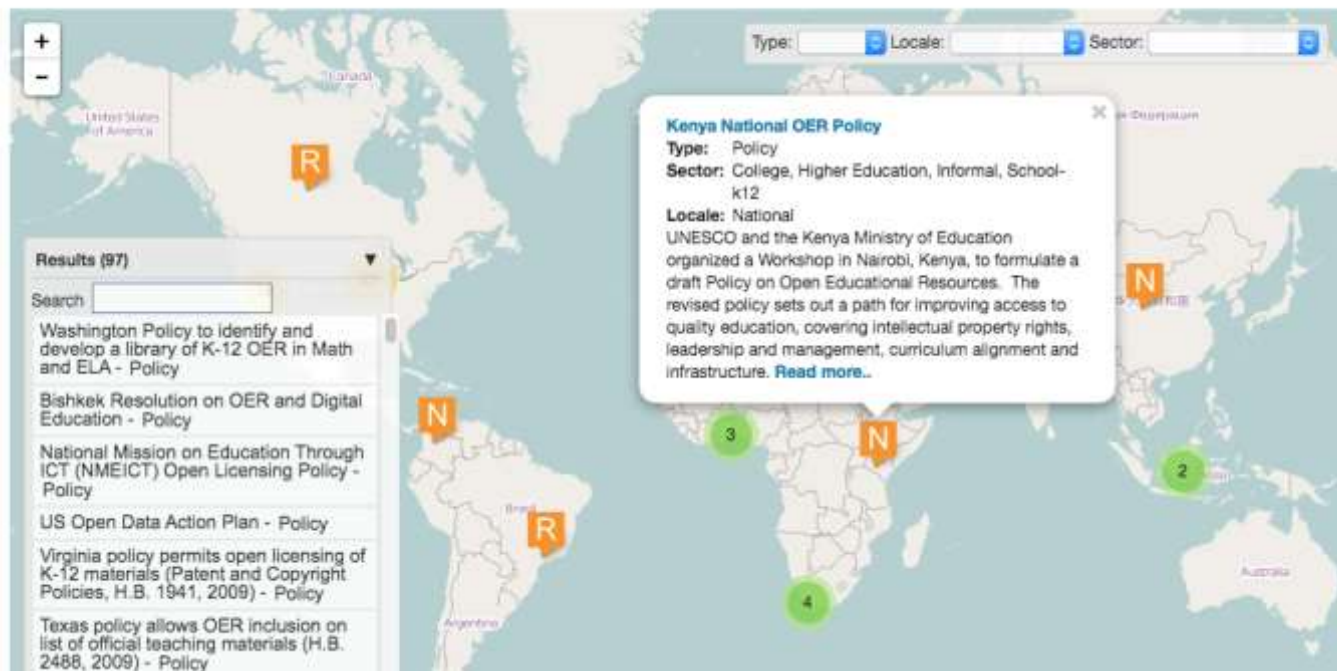 +
−
Type:
Locale:
Sector:
Canada
United States
of America
R
Kenya National OER Policy
×
Type: Policy
Sector: College, Higher Education, Informal, School-
k12
Locale: National
UNESCO and the Kenya Ministry of Education
organized a Workshop in Nairobi, Kenya, to formulate a
draft Policy on Open Educational Resources. The
revised policy sets out a path for improving access to
quality education, covering intellectual property rights,
leadership and management, curriculum alignment and
infrastructure. Read more..
Results (97) ▼
Search
Washington Policy to identify and
develop a library of K-12 OER in Math
and ELA - Policy
Bishkek Resolution on OER and Digital
Education - Policy
National Mission on Education Through
ICT (NMEICT) Open Licensing Policy -
Policy
US Open Data Action Plan - Policy
Virginia policy permits open licensing of
K-12 materials (Patent and Copyright
Policies, H.B. 1941, 2009) - Policy
Texas policy allows OER inclusion on
list of official teaching materials (H.B.
2488, 2009) - Policy
N
N
3
N
2
Brasil
R
4
Argentina
Australia